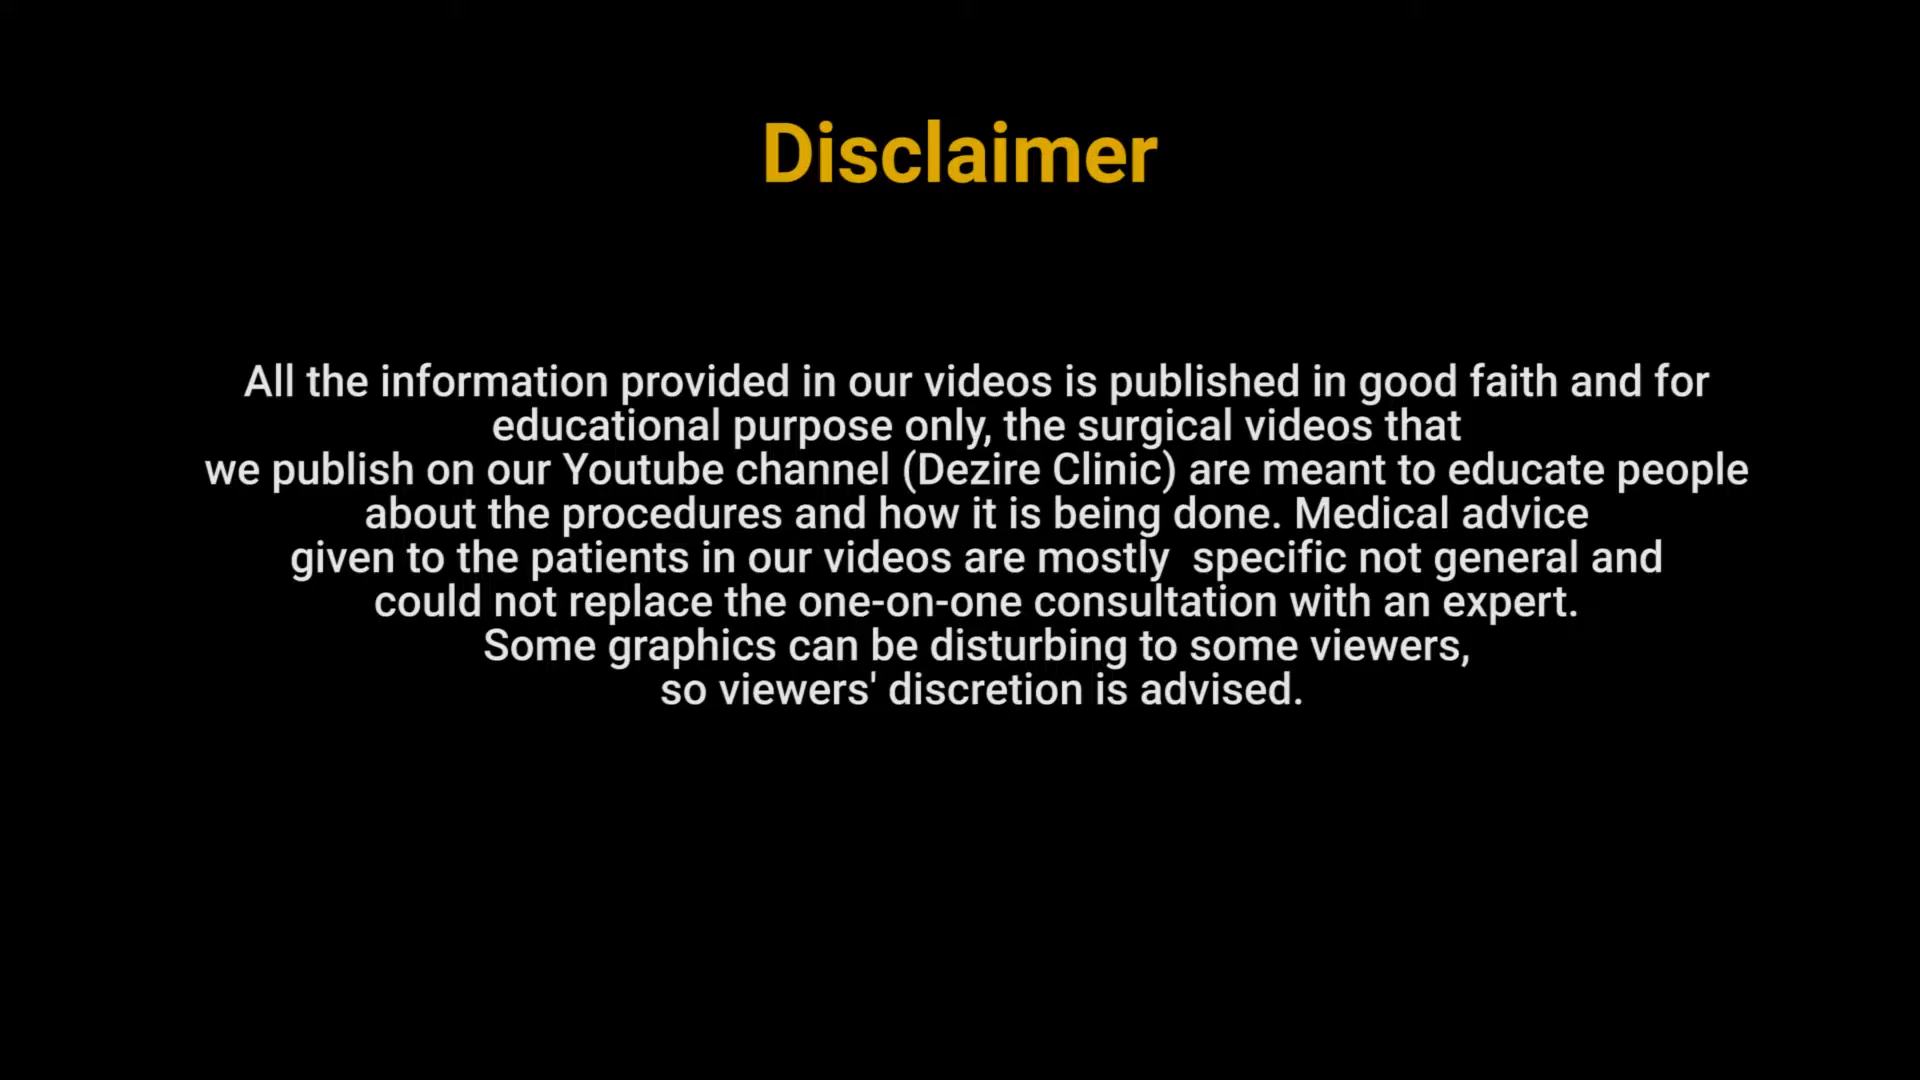 Disclaimer
All the information provided in our videos is published in good faith and for
educational purpose only, the surgical videos that
we publish on our Youtube channel (Dezire Clinic) are meant to educate people
about the procedures and how it is being done. Medical advice
given to the patients in our videos are mostly  specific not general and
could not replace the one-on-one consultation with an expert.
Some graphics can be disturbing to some viewers,
so viewers' discretion is advised.